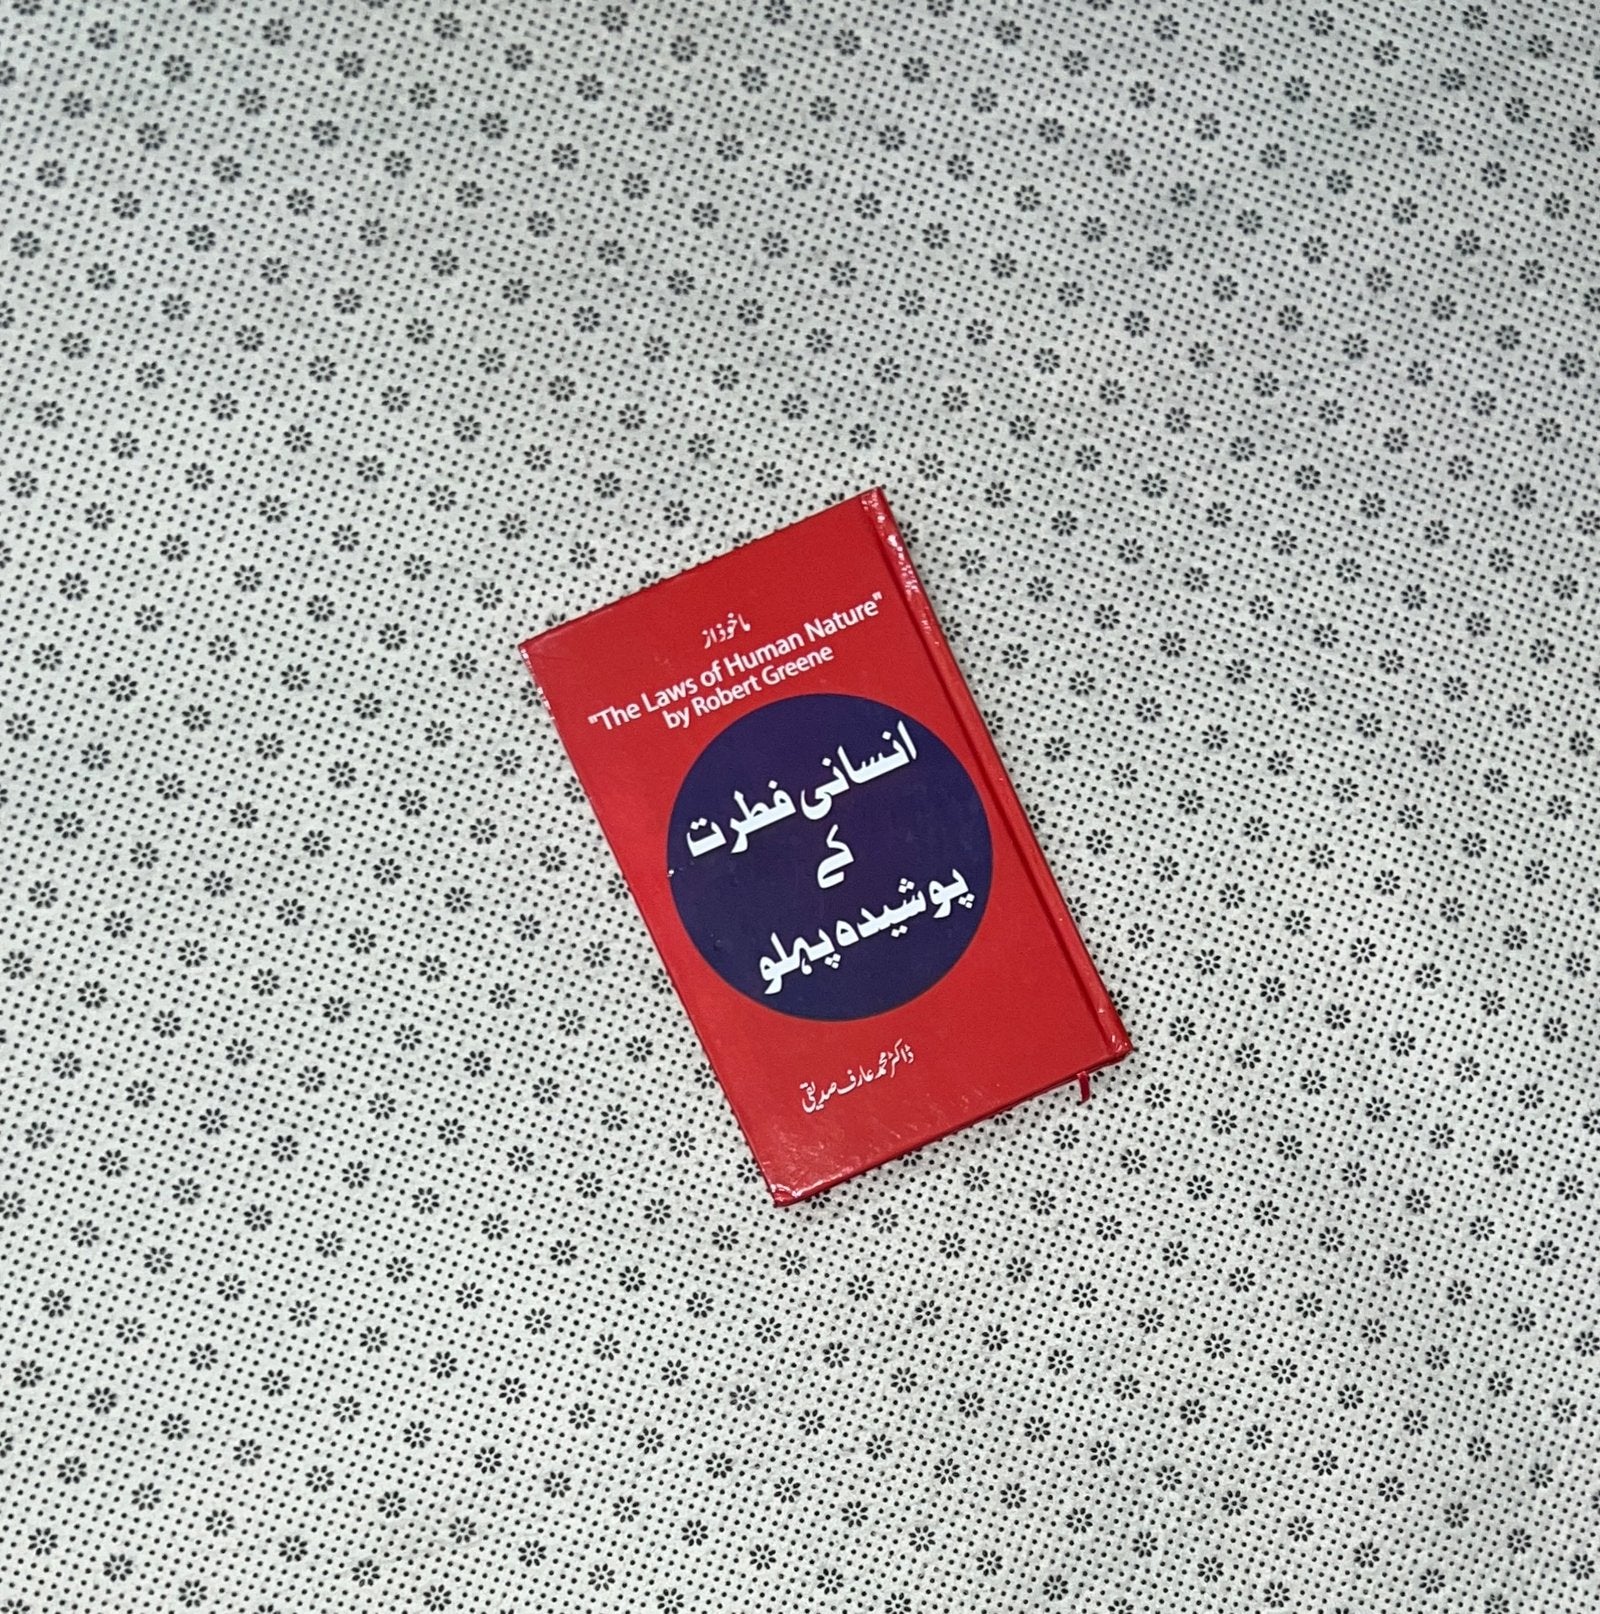 ماخوذ از
"The Laws of Human Nature"
by Robert Greene
انسانی فطرت
کے
پوشیدہ پہلو
ڈاکٹر محمد عارف صدیقی